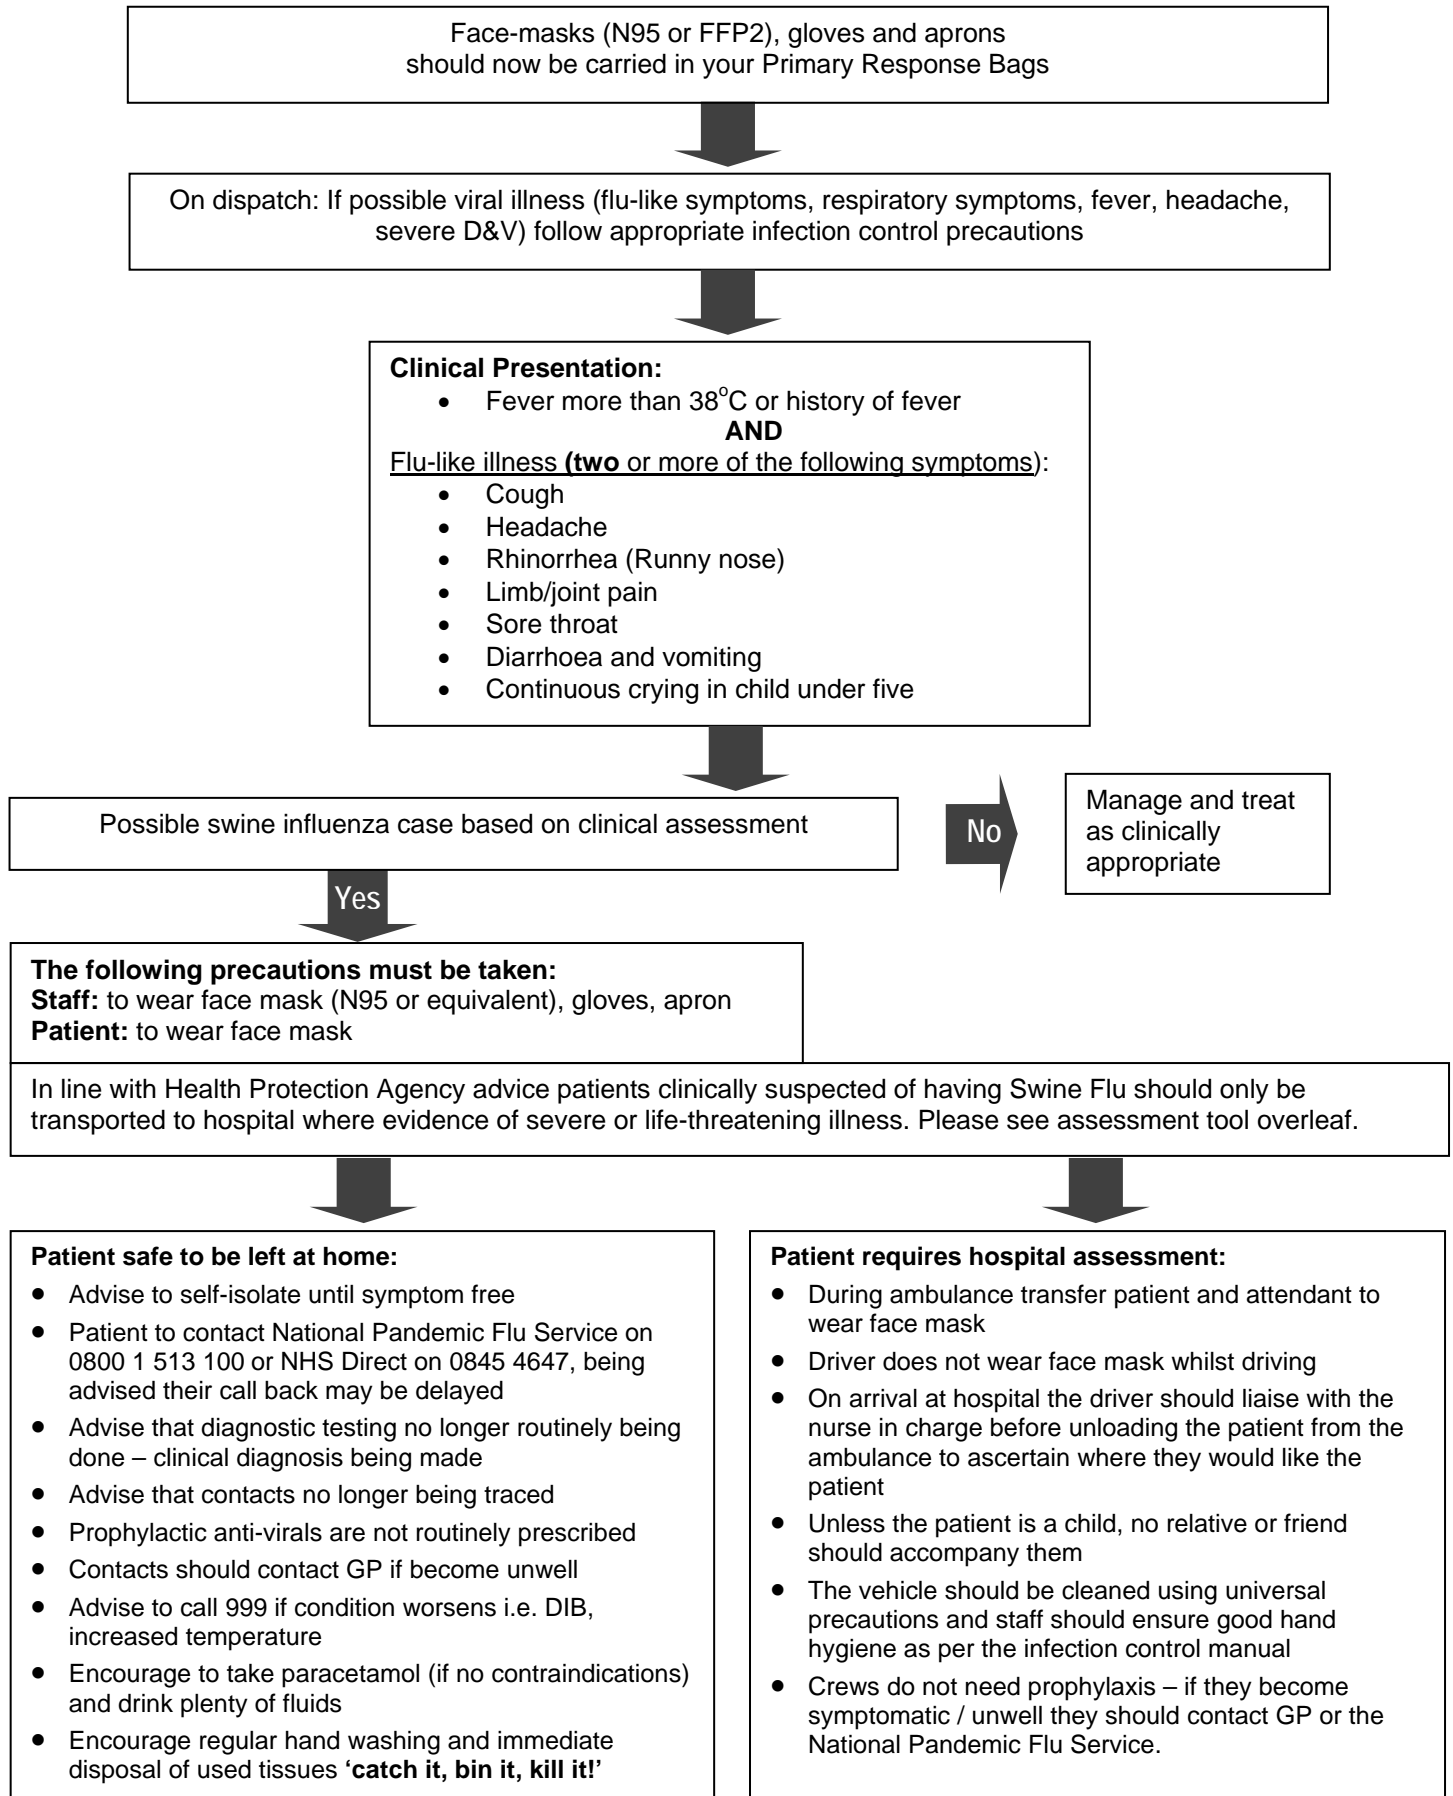 Face-masks (N95 or FFP2), gloves and aprons
should now be carried in your Primary Response Bags
On dispatch: If possible viral illness (flu-like symptoms, respiratory symptoms, fever, headache,
severe D&V) follow appropriate infection control precautions
Clinical Presentation:
• Fever more than 38°C or history of fever
AND
Flu-like illness (two or more of the following symptoms):
• Cough
• Headache
• Rhinorrhea (Runny nose)
• Limb/joint pain
• Sore throat
• Diarrhoea and vomiting
• Continuous crying in child under five
Possible swine influenza case based on clinical assessment
No
Manage and treat
as clinically
appropriate
Yes
The following precautions must be taken:
Staff: to wear face mask (N95 or equivalent), gloves, apron
Patient: to wear face mask
In line with Health Protection Agency advice patients clinically suspected of having Swine Flu should only be
transported to hospital where evidence of severe or life-threatening illness. Please see assessment tool overleaf.
Patient safe to be left at home:
• Advise to self-isolate until symptom free
• Patient to contact National Pandemic Flu Service on
0800 1 513 100 or NHS Direct on 0845 4647, being
advised their call back may be delayed
• Advise that diagnostic testing no longer routinely being
done – clinical diagnosis being made
• Advise that contacts no longer being traced
• Prophylactic anti-virals are not routinely prescribed
• Contacts should contact GP if become unwell
• Advise to call 999 if condition worsens i.e. DIB,
increased temperature
• Encourage to take paracetamol (if no contraindications)
and drink plenty of fluids
• Encourage regular hand washing and immediate
disposal of used tissues ‘catch it, bin it, kill it!’
Patient requires hospital assessment:
• During ambulance transfer patient and attendant to
wear face mask
• Driver does not wear face mask whilst driving
• On arrival at hospital the driver should liaise with the
nurse in charge before unloading the patient from the
ambulance to ascertain where they would like the
patient
• Unless the patient is a child, no relative or friend
should accompany them
• The vehicle should be cleaned using universal
precautions and staff should ensure good hand
hygiene as per the infection control manual
• Crews do not need prophylaxis – if they become
symptomatic / unwell they should contact GP or the
National Pandemic Flu Service.